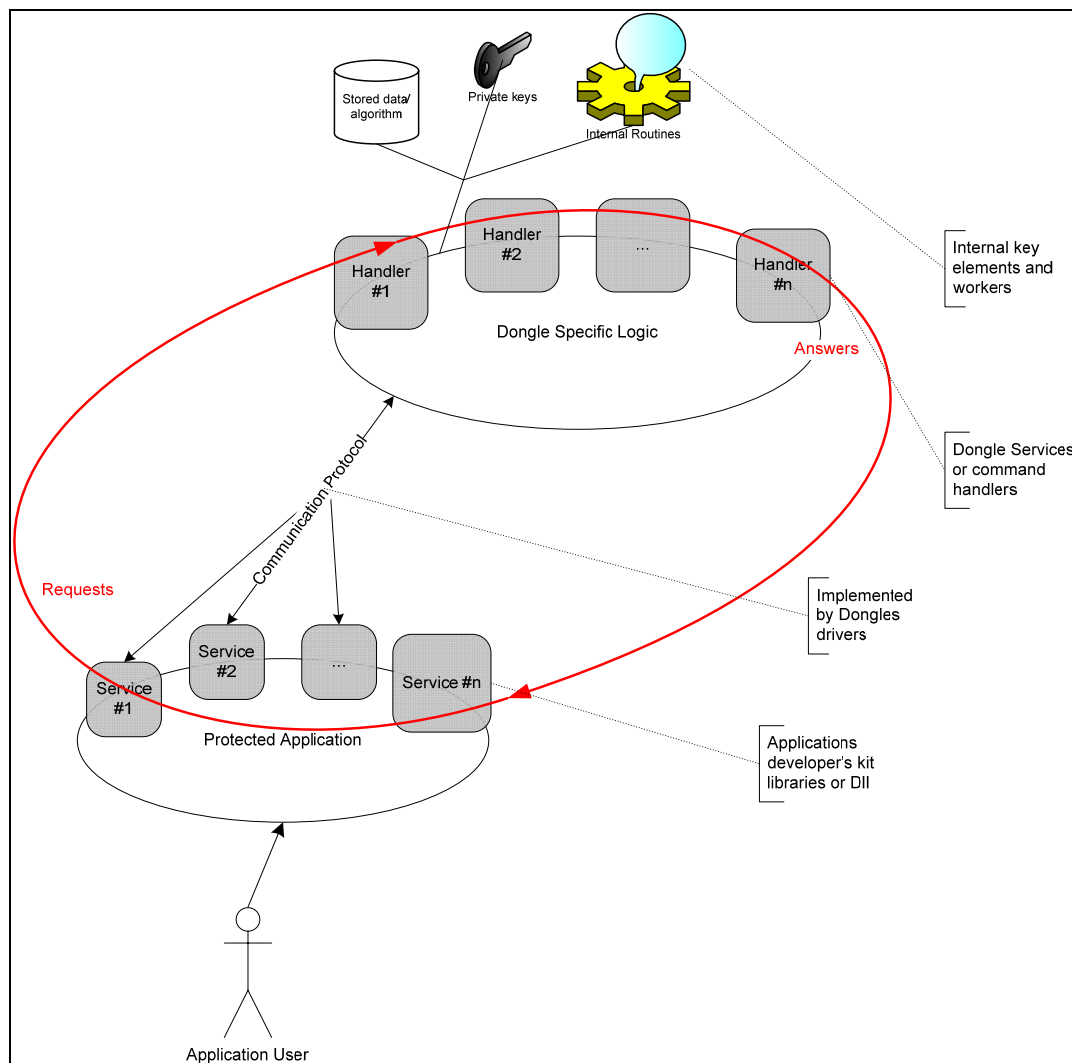 Stored data/
algorithm
Private keys
Internal Routines
Handler
#1
Handler
#2
...
Handler
#n
Dongle Specific Logic
Answers
Internal key
elements and
workers
Dongle Services
or command
handlers
Communication Protocol
Requests
Implemented
by Dongles
drivers
Service
#1
Service
#2
...
Service #n
Protected Application
Applications
developer's kit
libraries or Dll
Application User